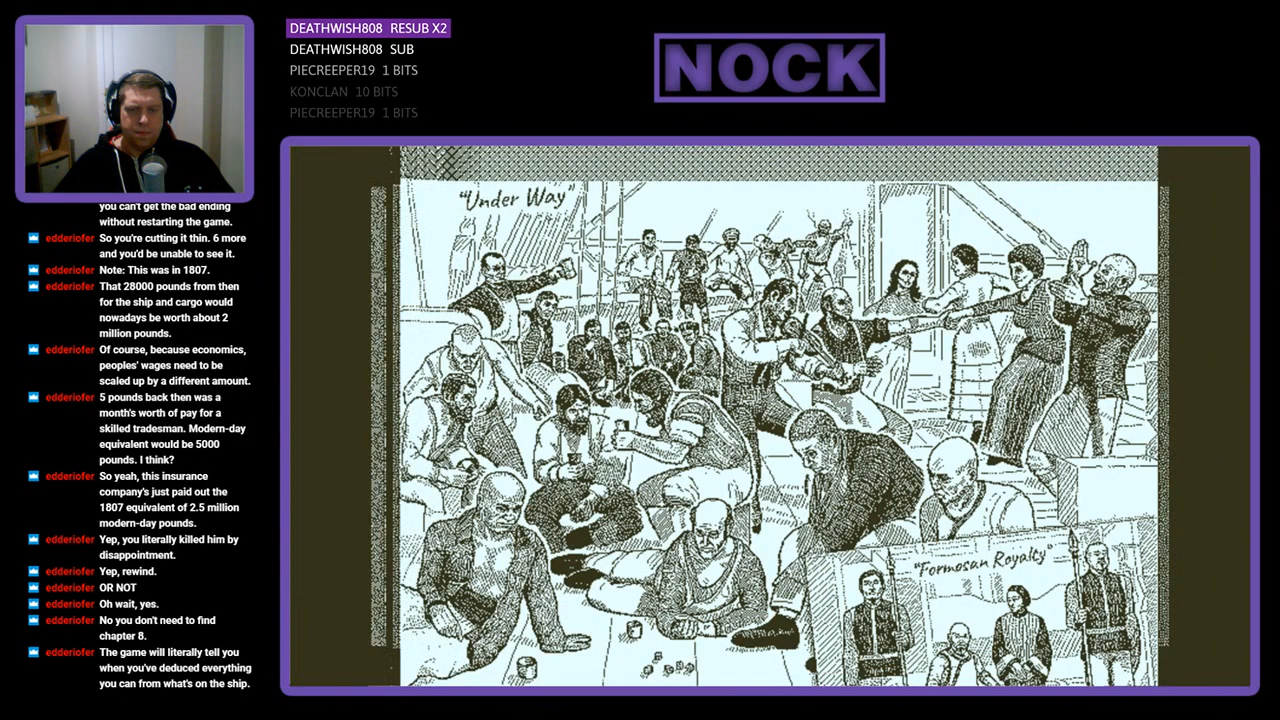 DEATHWISH808 RESUB X2
DEATHWISH808 SUB
PIECREEPER19 1 BITS
KONCLAN 10 BITS
PIECREEPER19 1 BITS
NOCK
you can't get the bad ending
without restarting the game.
edderiofer So you're cutting it thin. 6 more
and you'd be unable to see it.
edderiofer Note: This was in 1807.
edderiofer That 28000 pounds from then
for the ship and cargo would
nowadays be worth about 2
million pounds.
edderiofer Of course, because economics,
peoples' wages need to be
scaled up by a different amount.
edderiofer 5 pounds back then was a
month's worth of pay for a
skilled tradesman. Modern-day
equivalent would be 5000
pounds. I think?
edderiofer So yeah, this insurance
company's just paid out the
1807 equivalent of 2.5 million
modern-day pounds.
edderiofer Yep, you literally killed him by
disappointment.
edderiofer Yep, rewind.
edderiofer OR NOT
edderiofer Oh wait, yes.
edderiofer No you don't need to find
chapter 8.
edderiofer The game will literally tell you
when you've deduced everything
you can from what's on the ship.
"Under Way"
"Formosan Royalty"